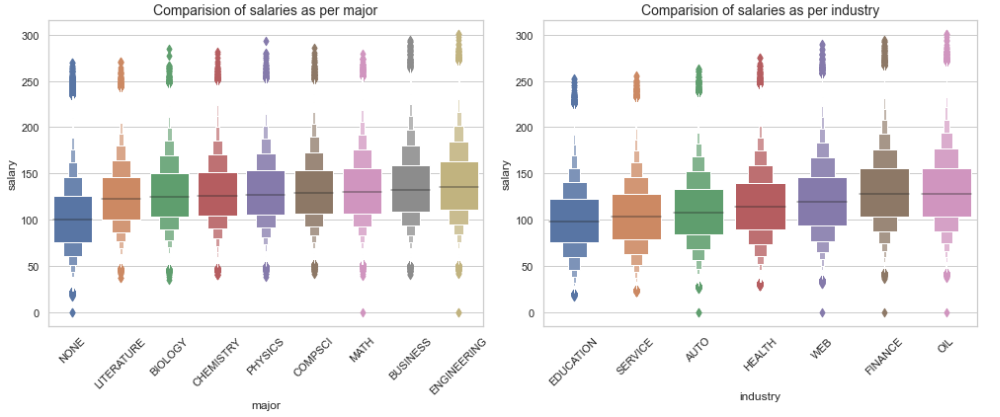 Comparision of salaries as per major
salary
300
250
200
150
100
50
0
NONE
LITERATURE
BIOLOGY
CHEMISTRY
PHYSICS
COMPSCI
MATH
BUSINESS
ENGINEERING
major
Comparision of salaries as per industry
salary
300
250
200
150
100
50
0
EDUCATION
SERVICE
AUTO
HEALTH
WEB
FINANCE
OIL
industry